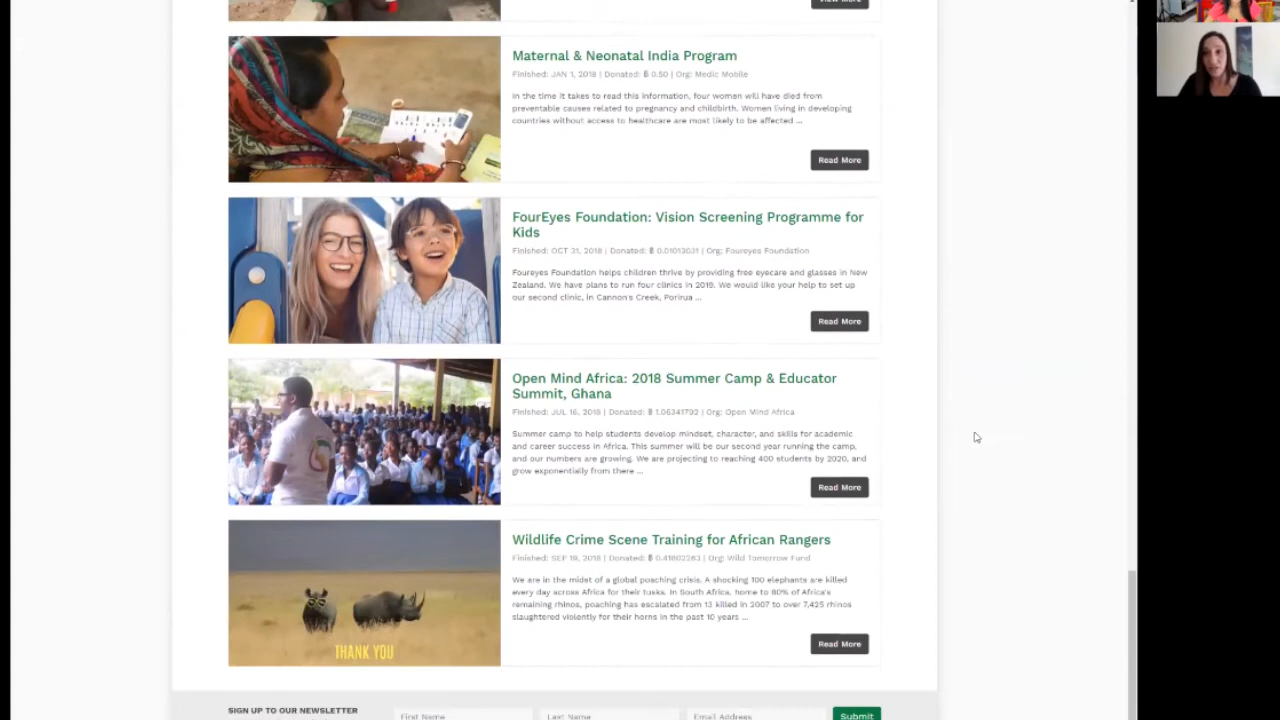 View More
Maternal & Neonatal India Program
Finished: JAN 1, 2018 | Donated: ₿ 0.50 | Org: Medic Mobile
In the time it takes to read this information, four women will have died from
preventable causes related to pregnancy and childbirth. Women living in developing
countries without access to healthcare are most likely to be affected ...
Read More
FourEyes Foundation: Vision Screening Programme for
Kids
Finished: OCT 31, 2018 | Donated: ₿ 0.01013031 | Org: Foureyes Foundation
Foureyes Foundation helps children thrive by providing free eyecare and glasses in New
Zealand. We have plans to run four clinics in 2019. We would like your help to set up
our second clinic, in Cannon's Creek, Porirua ...
Read More
Open Mind Africa: 2018 Summer Camp & Educator
Summit, Ghana
Finished: JUL 16, 2018 | Donated: ₿ 1.06341792 | Org: Open Mind Africa
Summer camp to help students develop mindset, character, and skills for academic
and career success in Africa. This summer will be our second year running the camp,
and our numbers are growing. We are projecting to reaching 400 students by 2020, and
grow exponentially from there ...
Read More
Wildlife Crime Scene Training for African Rangers
Finished: SEP 19, 2018 | Donated: ₿ 0.41802263 | Org: Wild Tomorrow Fund
We are in the midst of a global poaching crisis. A shocking 100 elephants are killed
every day across Africa for their tusks. In South Africa, home to 80% of Africa's
remaining rhinos, poaching has escalated from 13 killed in 2007 to over 7,425 rhinos
slaughtered violently for their horns in the past 10 years ...
THANK YOU
Read More
SIGN UP TO OUR NEWSLETTER
First Name
Last Name
Email Address
Submit